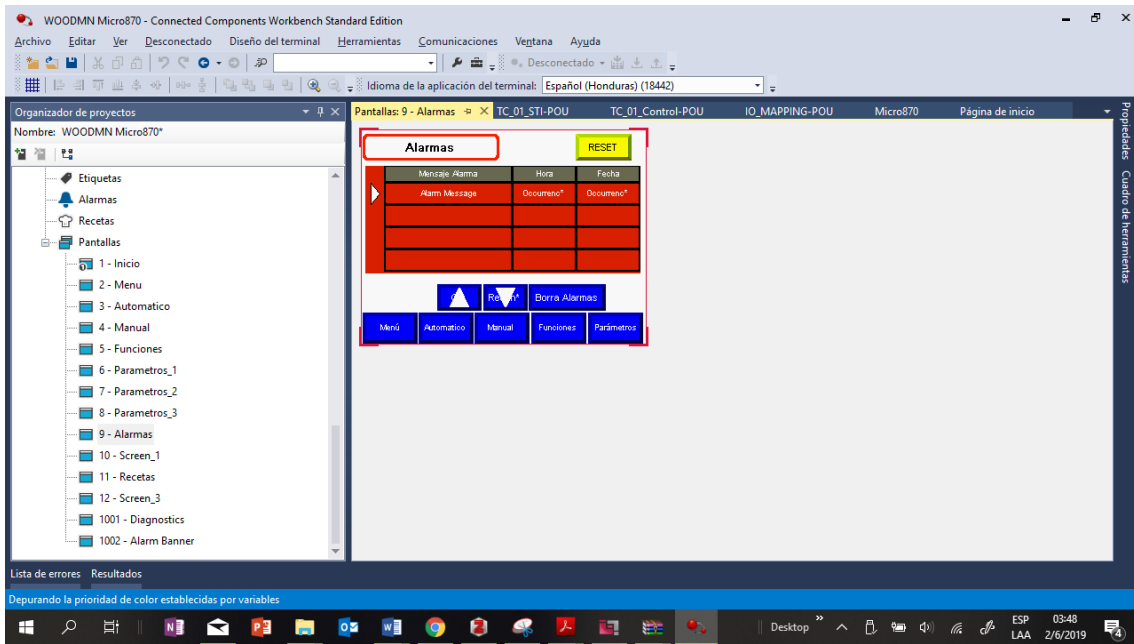 WOODMN Micro870 - Connected Components Workbench Standard Edition
Archivo Editar Ver Desconectado Diseño del terminal Herramientas Comunicaciones Ventana Ayuda
Desconectado
Idioma de la aplicación del terminal: Español (Honduras) (18442)
Organizador de proyectos
Nombre: WOODMN Micro870*
Etiquetas
Alarmas
Recetas
Pantallas
1 - Inicio
2 - Menu
3 - Automatico
4 - Manual
5 - Funciones
6 - Parametros_1
7 - Parametros_2
8 - Parametros_3
9 - Alarmas
10 - Screen_1
11 - Recetas
12 - Screen_3
1001 - Diagnostics
1002 - Alarm Banner
Pantallas: 9 - Alarmas TC_01_STI-POU TC_01_Control-POU IO_MAPPING-POU Micro870 Página de inicio
Alarmas RESET
Mensaje Alarma Hora Fecha
Alarm Message Occurrenc* Occurrenc*
Borra Alarmas
Menú Automatico Manual Funciones Parámetros
Propiedades
Cuadro de herramientas
Lista de errores Resultados
Depurando la prioridad de color establecidas por variables
Desktop
ESP
LAA
03:48
2/6/2019
4